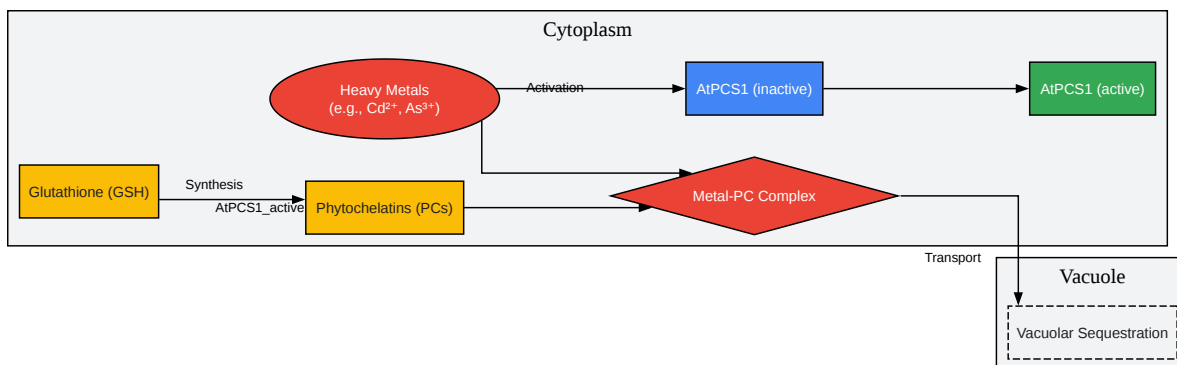 Cytoplasm
Heavy Metals
(e.g., Cd²⁺, As³⁺)
Activation
AtPCS1 (inactive)
AtPCS1 (active)
Glutathione (GSH)
Synthesis
AtPCS1_active
Phytochelatins (PCs)
Metal-PC Complex
Transport
Vacuole
Vacuolar Sequestration